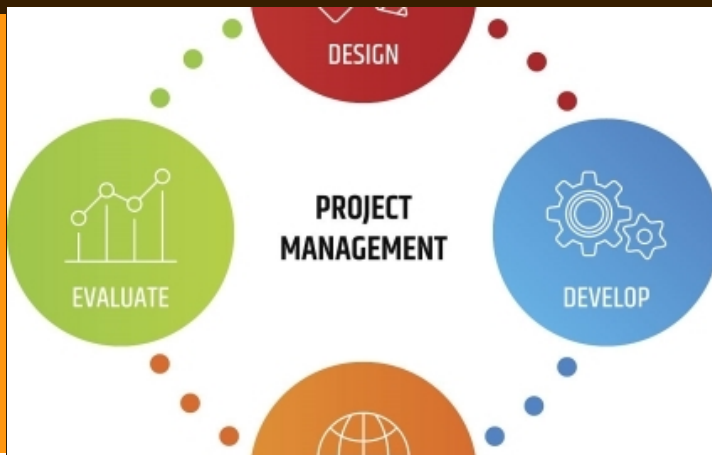 DESIGN
PROJECT
MANAGEMENT
EVALUATE
DEVELOP